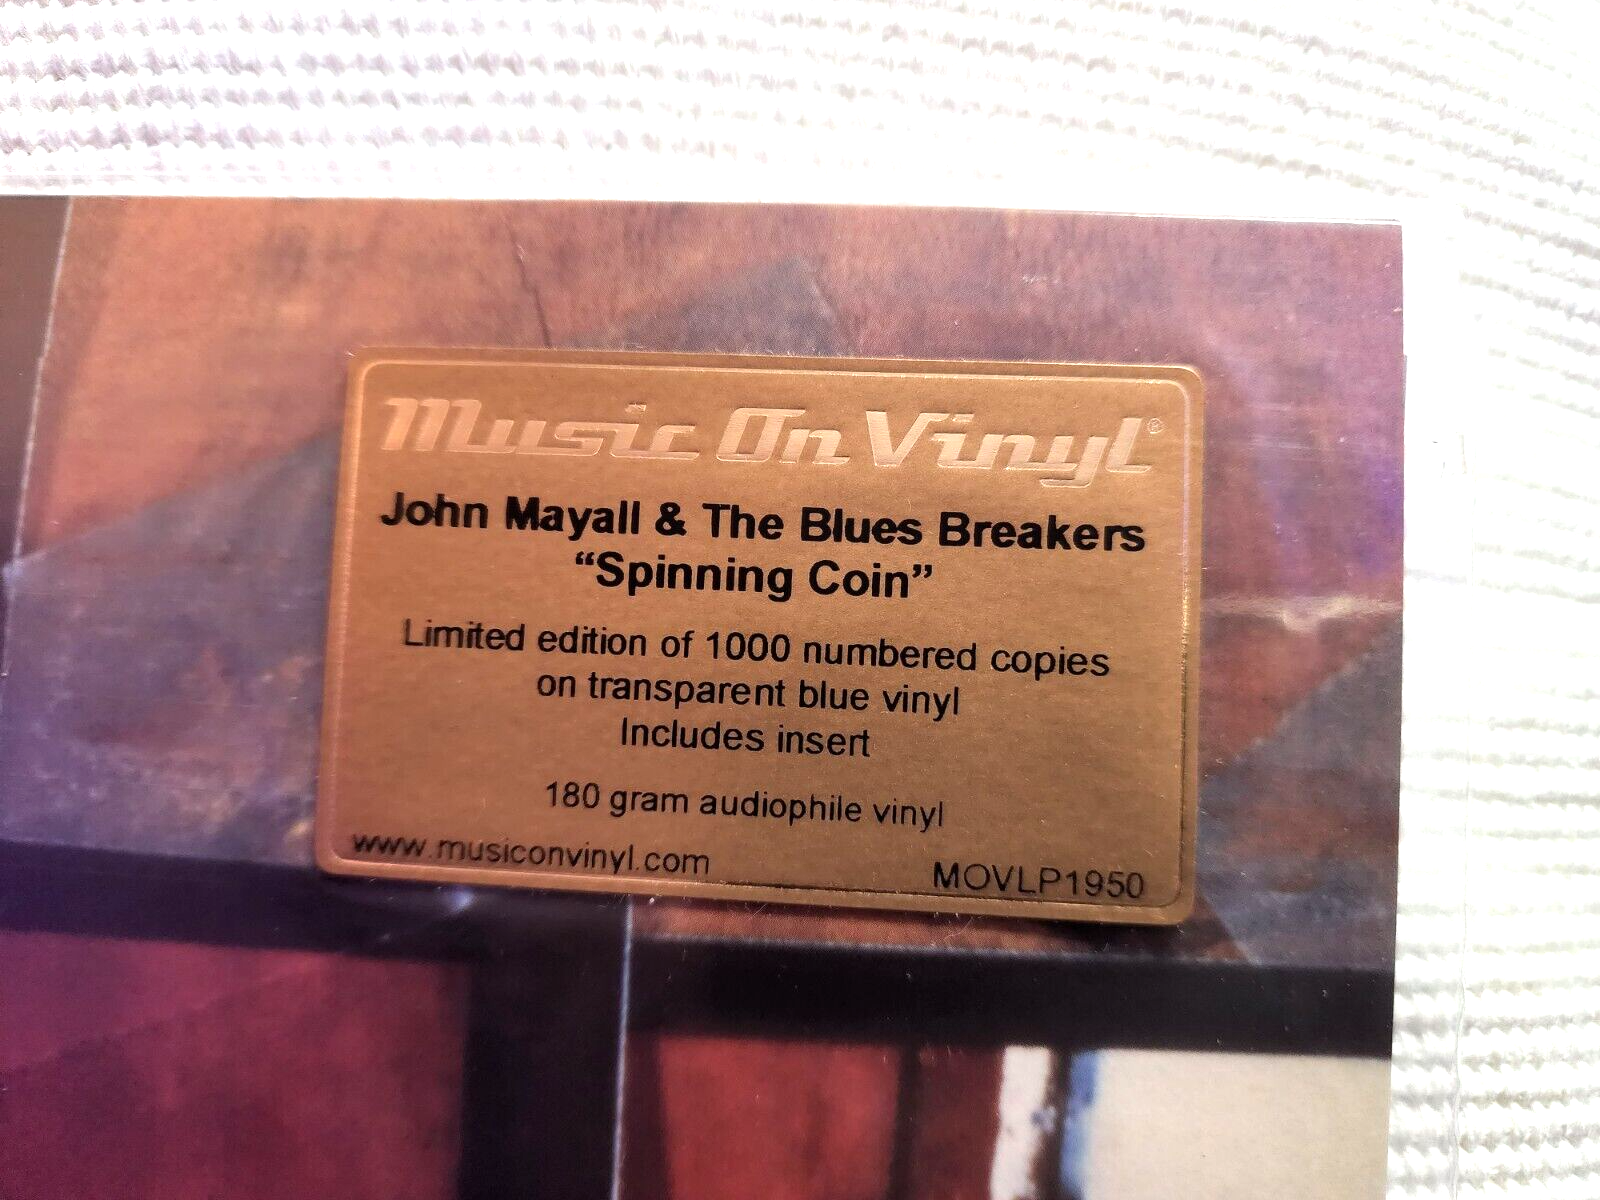 Music On Vinyl®
John Mayall & The Blues Breakers
“Spinning Coin”
Limited edition of 1000 numbered copies
on transparent blue vinyl
Includes insert
180 gram audiophile vinyl
www.musiconvinyl.com
MOVLP1950